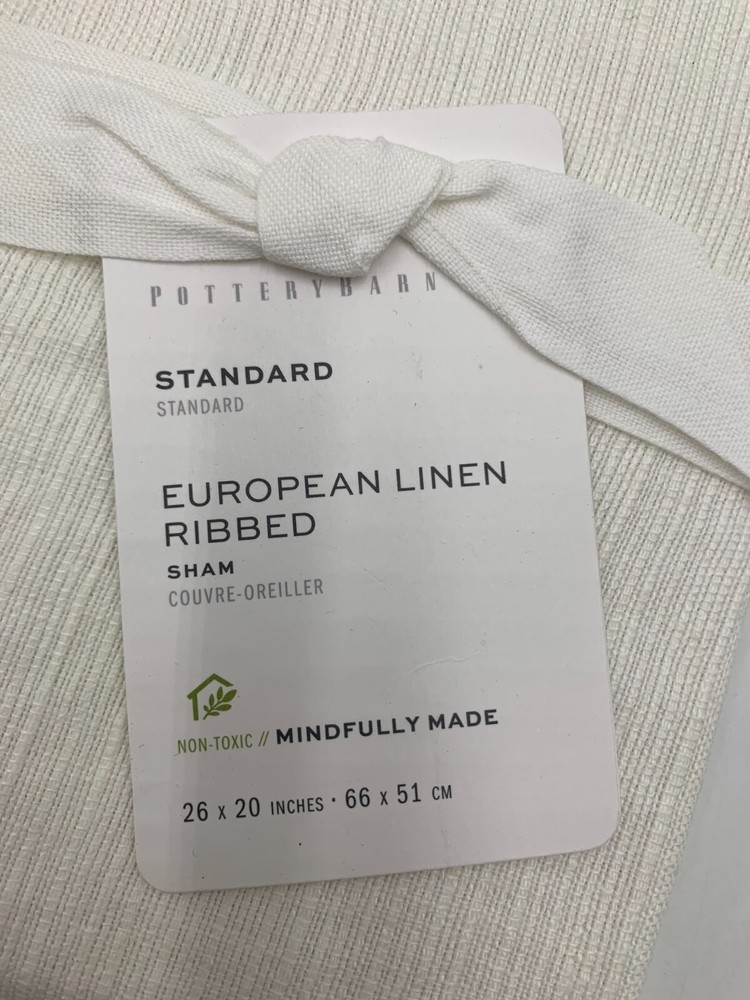 POTTERYBARN
STANDARD
STANDARD
EUROPEAN LINEN
RIBBED
SHAM
COUVRE-OREILLER
NON-TOXIC // MINDFULLY MADE
26 x 20 INCHES · 66 x 51 CM